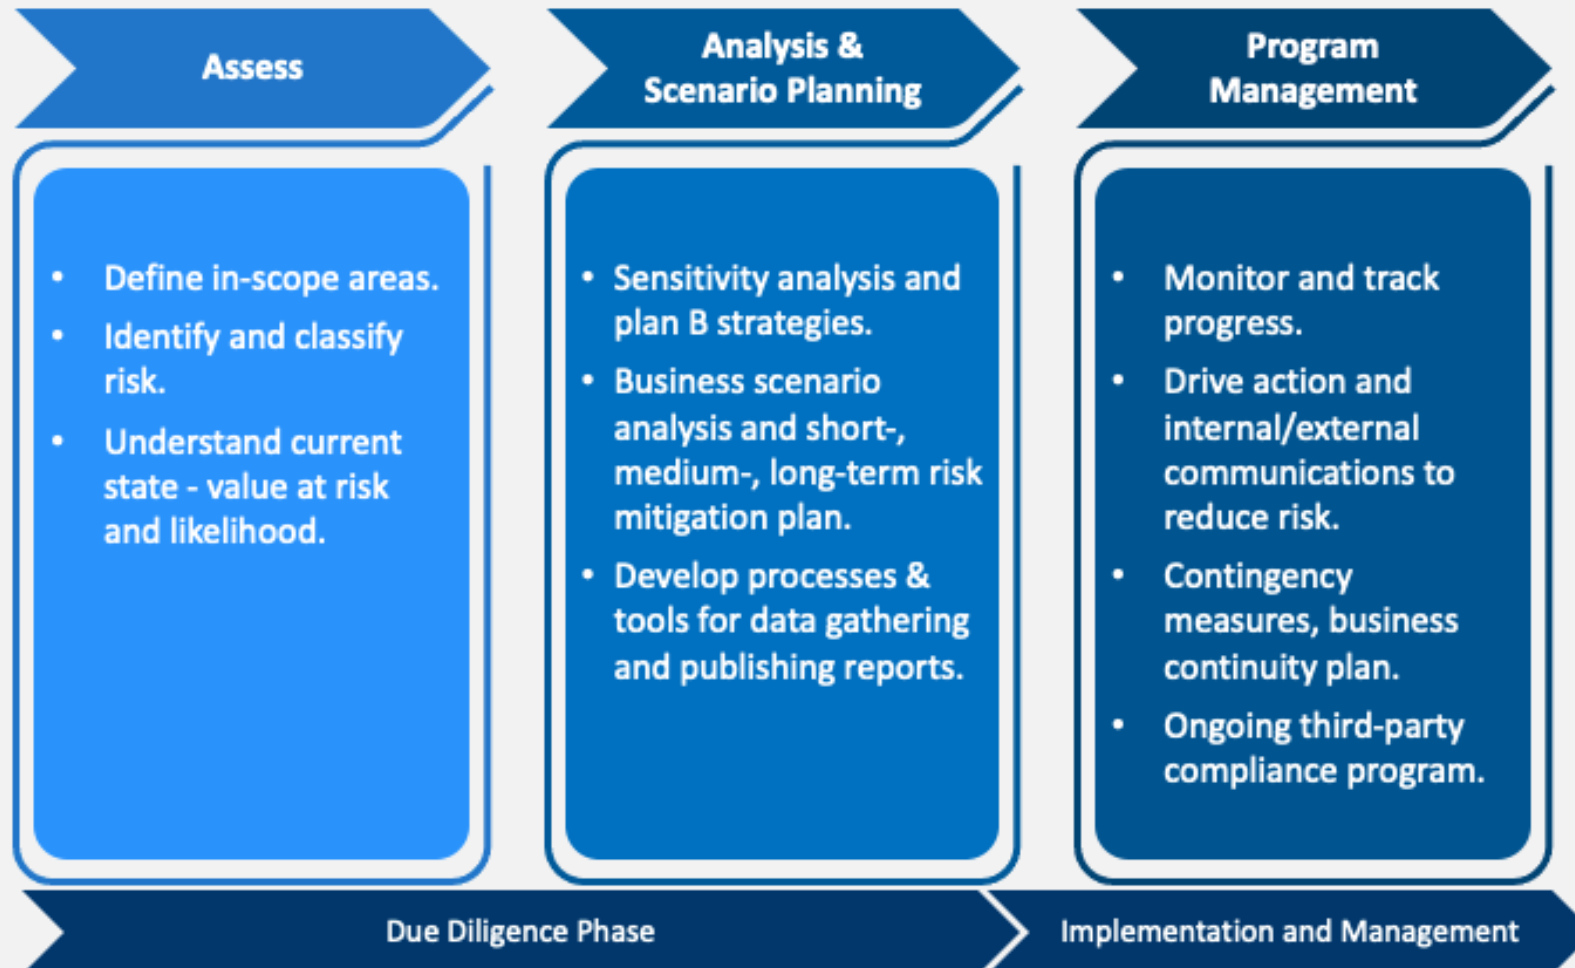 Assess
• Define in-scope areas.
• Identify and classify
risk.
• Understand current
state - value at risk
and likelihood.
Analysis &
Scenario Planning
• Sensitivity analysis and
plan B strategies.
• Business scenario
analysis and short-,
medium-, long-term risk
mitigation plan.
• Develop processes &
tools for data gathering
and publishing reports.
Program
Management
• Monitor and track
progress.
• Drive action and
internal/external
communications to
reduce risk.
• Contingency
measures, business
continuity plan.
• Ongoing third-party
compliance program.
Due Diligence Phase
Implementation and Management